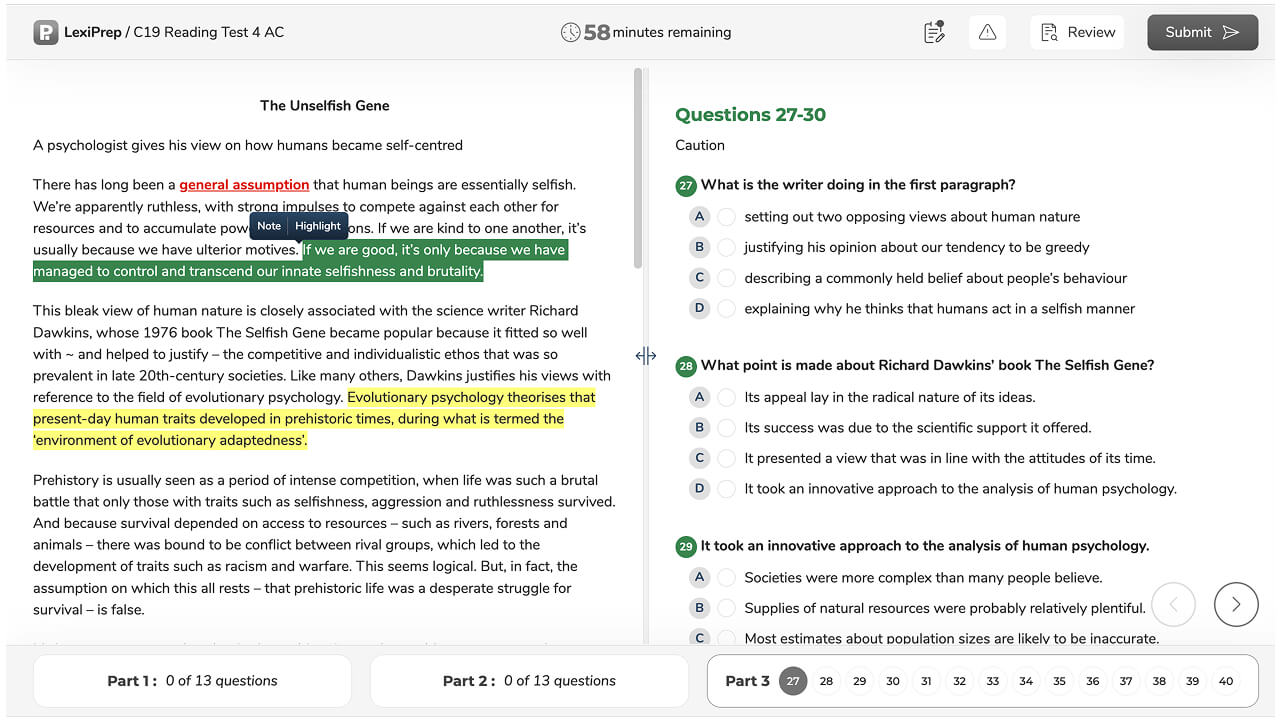 LexiPrep / C19 Reading Test 4 AC
58 minutes remaining
Review
Submit
The Unselfish Gene
A psychologist gives his view on how humans became self-centred
There has long been a general assumption that human beings are essentially selfish.
We're apparently ruthless, with strong impulses to compete against each other for
resources and to accumulate pow ons. If we are kind to one another, it's
Note Highlight
usually because we have ulterior motives. If we are good, it's only because we have
managed to control and transcend our innate selfishness and brutality.
This bleak view of human nature is closely associated with the science writer Richard
Dawkins, whose 1976 book The Selfish Gene became popular because it fitted so well
with ~ and helped to justify – the competitive and individualistic ethos that was so
prevalent in late 20th-century societies. Like many others, Dawkins justifies his views with
reference to the field of evolutionary psychology. Evolutionary psychology theorises that
present-day human traits developed in prehistoric times, during what is termed the
‘environment of evolutionary adaptedness’.
Prehistory is usually seen as a period of intense competition, when life was such a brutal
battle that only those with traits such as selfishness, aggression and ruthlessness survived.
And because survival depended on access to resources – such as rivers, forests and
animals – there was bound to be conflict between rival groups, which led to the
development of traits such as racism and warfare. This seems logical. But, in fact, the
assumption on which this all rests – that prehistoric life was a desperate struggle for
survival – is false.
Questions 27-30
Caution
27 What is the writer doing in the first paragraph?
A setting out two opposing views about human nature
B justifying his opinion about our tendency to be greedy
C describing a commonly held belief about people's behaviour
D explaining why he thinks that humans act in a selfish manner
28 What point is made about Richard Dawkins' book The Selfish Gene?
A Its appeal lay in the radical nature of its ideas.
B Its success was due to the scientific support it offered.
C It presented a view that was in line with the attitudes of its time.
D It took an innovative approach to the analysis of human psychology.
29 It took an innovative approach to the analysis of human psychology.
A Societies were more complex than many people believe.
B Supplies of natural resources were probably relatively plentiful.
C Most estimates about population sizes are likely to be inaccurate.
Part 1 : 0 of 13 questions
Part 2 : 0 of 13 questions
Part 3 27 28 29 30 31 32 33 34 35 36 37 38 39 40